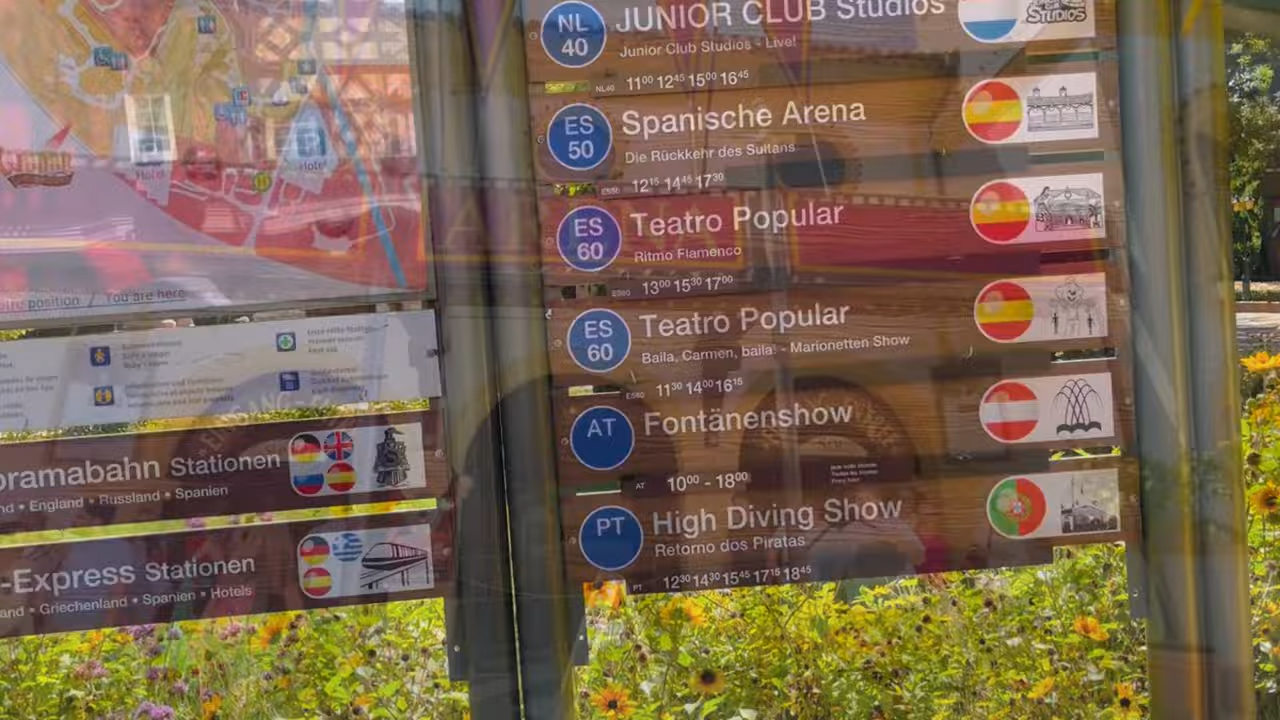 Hotel
Hotel
position / You are here
oramabahn Stationen
nd • England • Russland • Spanien
-Express Stationen
and • Griechenland • Spanien • Hotels
NL 40
JUNIOR CLUB Studios
Junior Club Studios - Live!
STUDIOS
NL40 11⁰⁰ 12⁴⁵ 15⁰⁰ 16⁴⁵
ES 50
Spanische Arena
Die Rückkehr des Sultans
ES50 12¹⁵ 14⁴⁵ 17³⁰
ES 60
Teatro Popular
Ritmo Flamenco
ES60 13⁰⁰ 15³⁰ 17⁰⁰
ES 60
Teatro Popular
Baila, Carmen, baila! - Marionetten Show
ES60 11³⁰ 14⁰⁰ 16¹⁵
AT
Fontänenshow
AT 10⁰⁰ - 18⁰⁰
PT
High Diving Show
Retorno dos Piratas
PT 12³⁰ 14³⁰ 15⁴⁵ 17¹⁵ 18⁴⁵